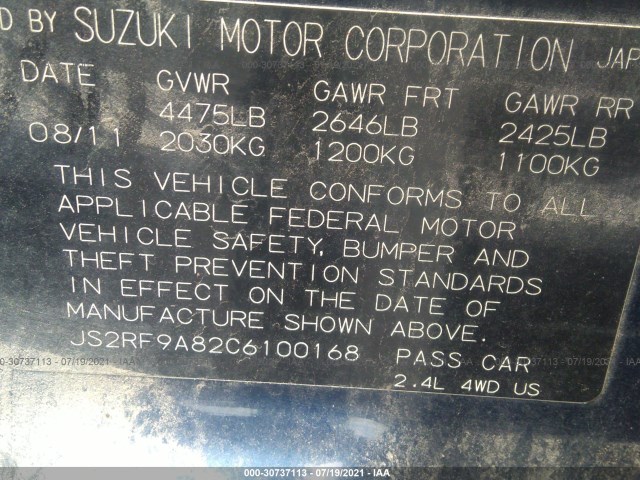 D BY SUZUKI MOTOR CORPORATION JAP
DATE GVWR GAWR FRT GAWR RR
4475LB 2646LB 2425LB
08/11 2030KG 1200KG 1100KG
THIS VEHICLE CONFORMS TO ALL
APPLICABLE FEDERAL MOTOR
VEHICLE SAFETY, BUMPER AND
THEFT PREVENTION STANDARDS
IN EFFECT ON THE DATE OF
MANUFACTURE SHOWN ABOVE.
JS2RF9A82C6100168 PASS CAR
2.4L 4WD US
000-30737113 - 07/19/2021 - IAA